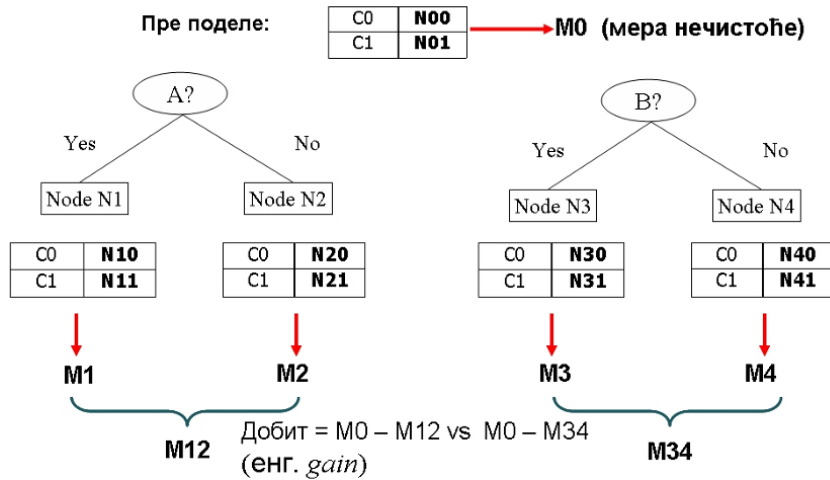 Пре поделе:
C0 N00
C1 N01
M0 (мера нечистоће)
A?
Yes No
Node N1 Node N2
C0 N10
C1 N11
C0 N20
C1 N21
M1 M2
M12
B?
Yes No
Node N3 Node N4
C0 N30
C1 N31
C0 N40
C1 N41
M3 M4
M34
Добит = M0 – M12 vs M0 – M34
(енг. gain)